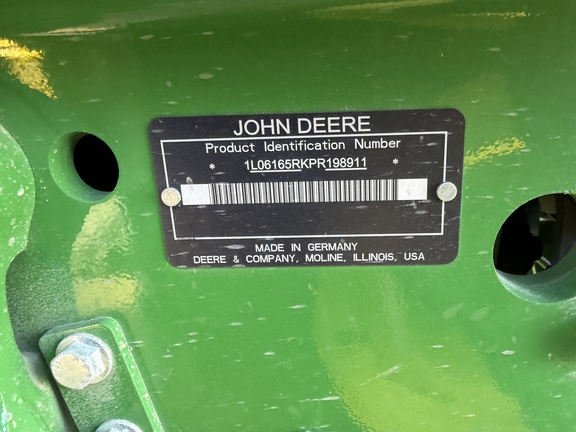 JOHN DEERE
Product Identification Number
* 1L06165RKPR198911 *
MADE IN GERMANY
DEERE & COMPANY, MOLINE, ILLINOIS, USA